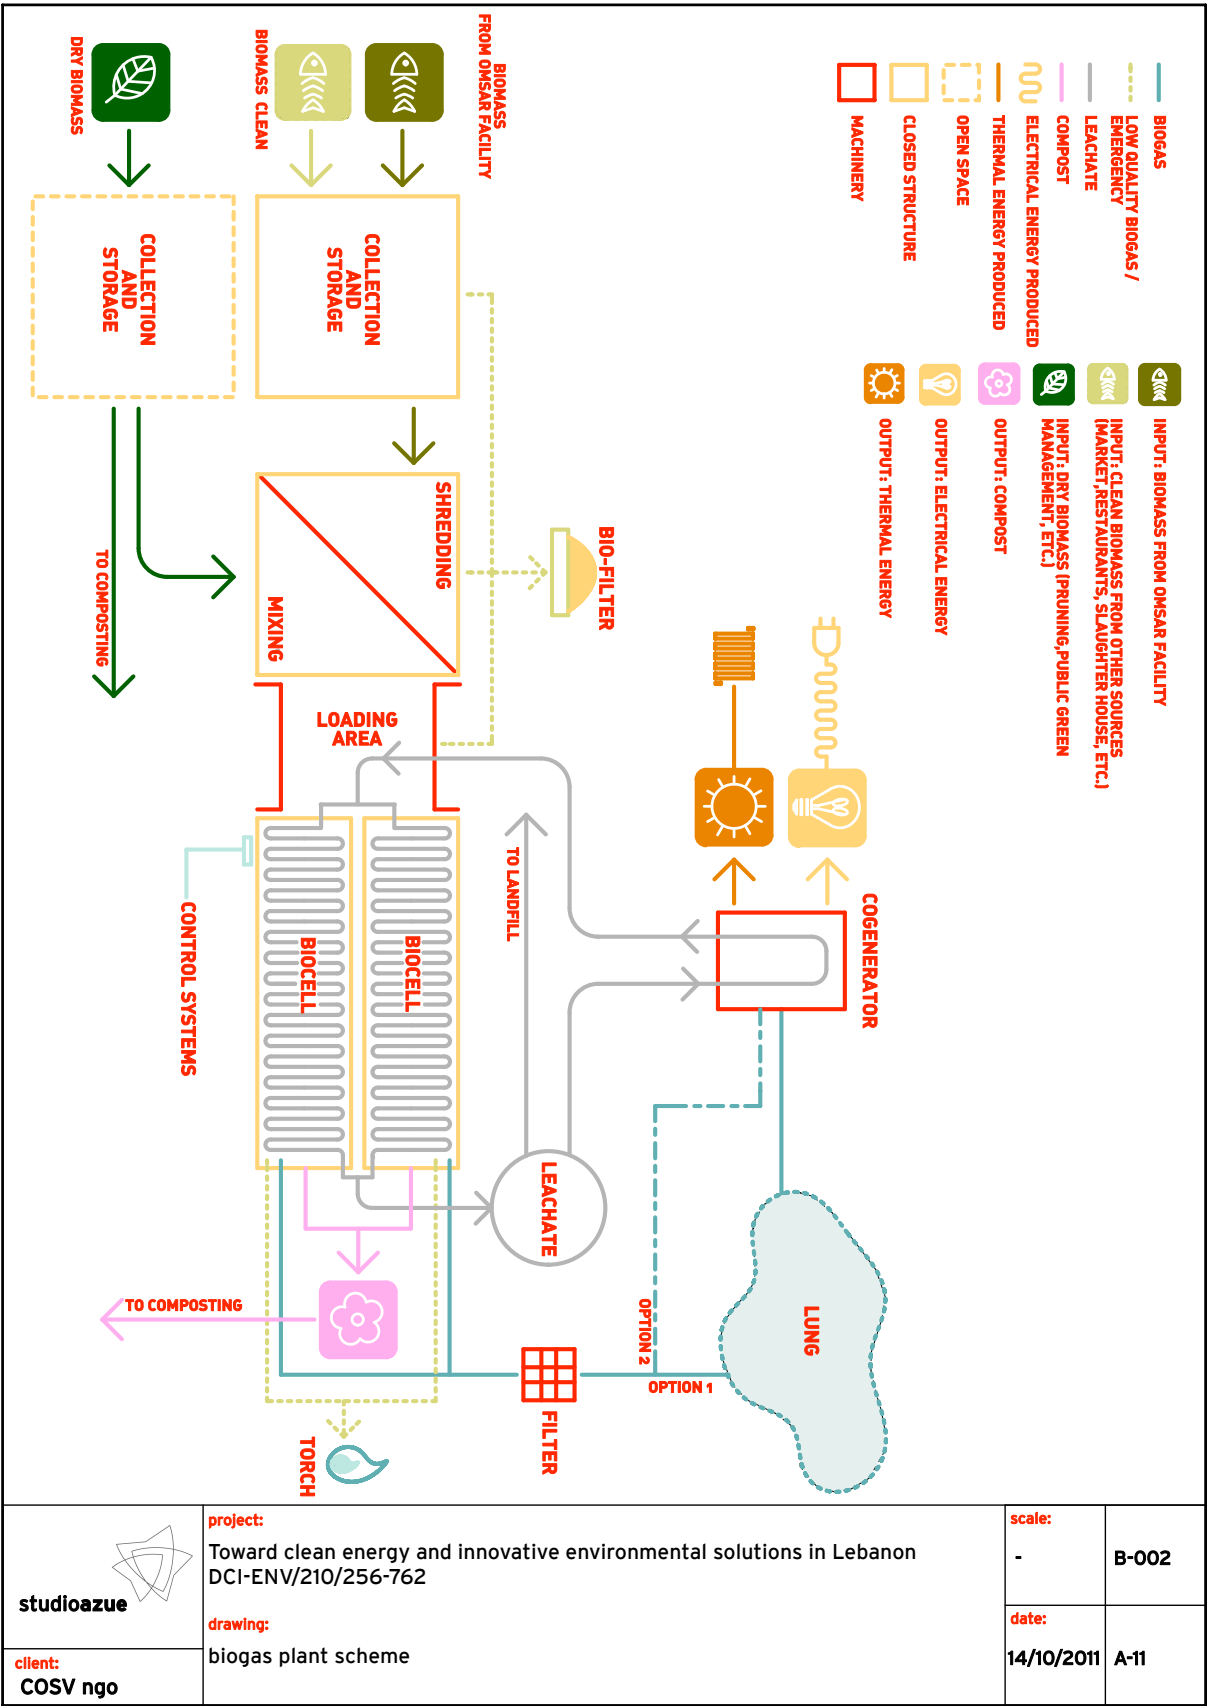 BIOGAS
LOW QUALITY BIOGAS /
EMERGENCY
LEACHATE
COMPOST
ELECTRICAL ENERGY PRODUCED
THERMAL ENERGY PRODUCED
OPEN SPACE
CLOSED STRUCTURE
MACHINERY
INPUT: BIOMASS FROM OMSAR FACILITY
INPUT: CLEAN BIOMASS FROM OTHER SOURCES
(MARKET,RESTAURANTS, SLAUGHTER HOUSE, ETC.)
INPUT: DRY BIOMASS (PRUNING,PUBLIC GREEN
MANAGEMENT, ETC.)
OUTPUT: COMPOST
OUTPUT: ELECTRICAL ENERGY
OUTPUT: THERMAL ENERGY
BIOMASS
FROM OMSAR FACILITY
BIOMASS CLEAN
DRY BIOMASS
COLLECTION
AND
STORAGE
COLLECTION
AND
STORAGE
SHREDDING
MIXING
TO COMPOSTING
BIO-FILTER
LOADING
AREA
BIOCELL
BIOCELL
CONTROL SYSTEMS
TO LANDFILL
COGENERATOR
LEACHATE
LUNG
OPTION 2
OPTION 1
FILTER
TO COMPOSTING
TORCH
studioazue
client:
COSV ngo
project:
Toward clean energy and innovative environmental solutions in Lebanon
DCI-ENV/210/256-762
drawing:
biogas plant scheme
scale:
-
B-002
date:
14/10/2011
A-11